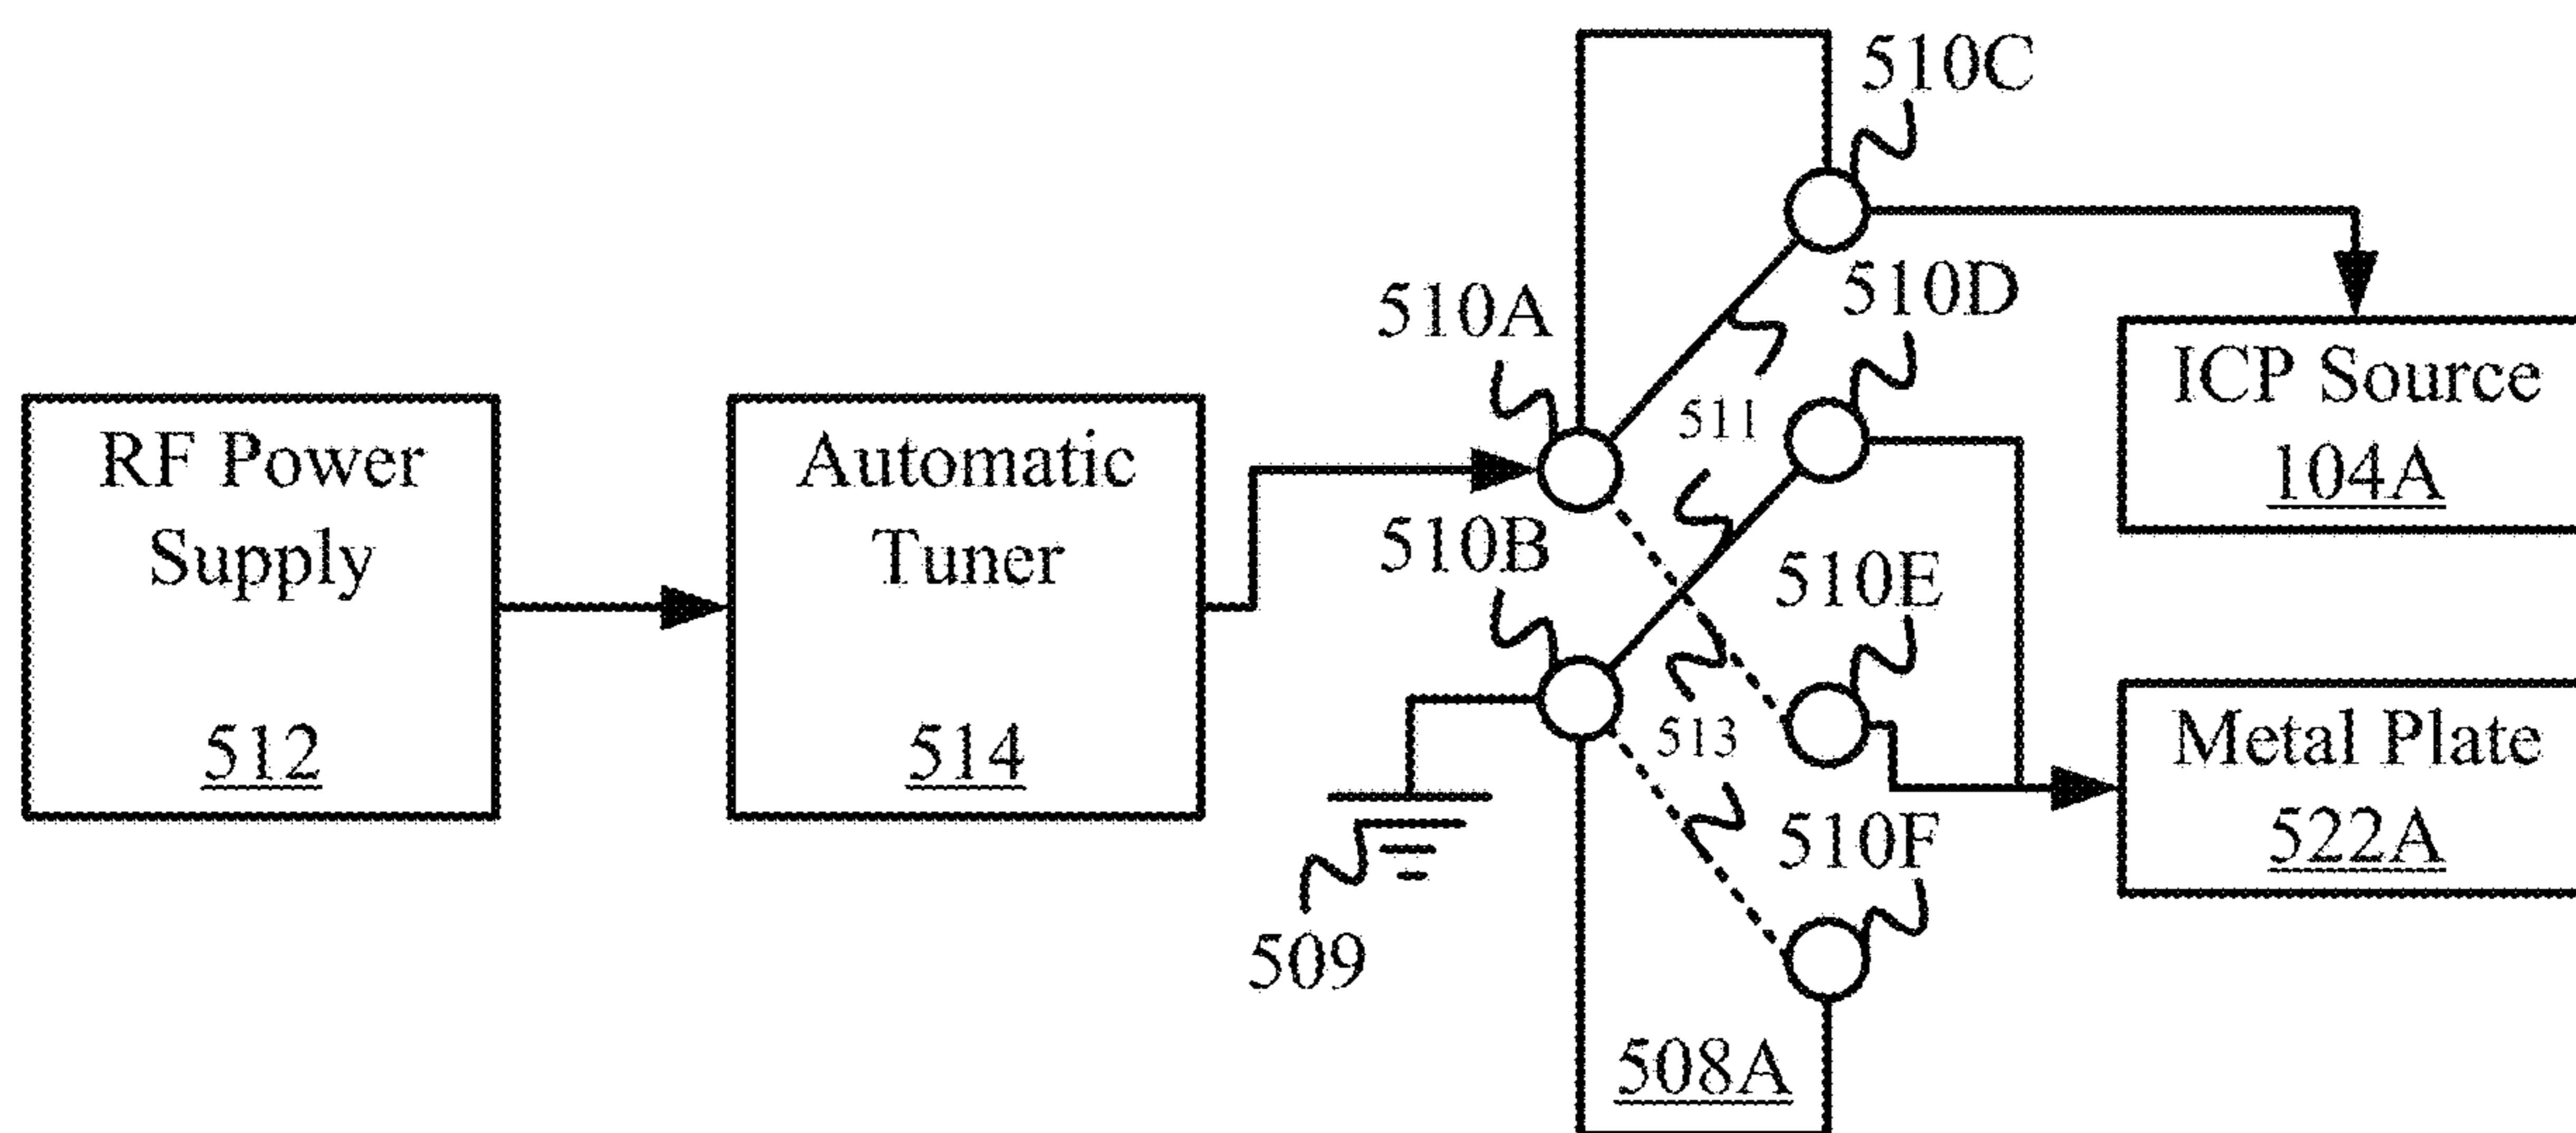 510C
510D
510A
ICP Source
104A
511
RF Power
Supply
512
Automatic
Tuner
514
510B
510E
513
Metal Plate
522A
510F
509
508A